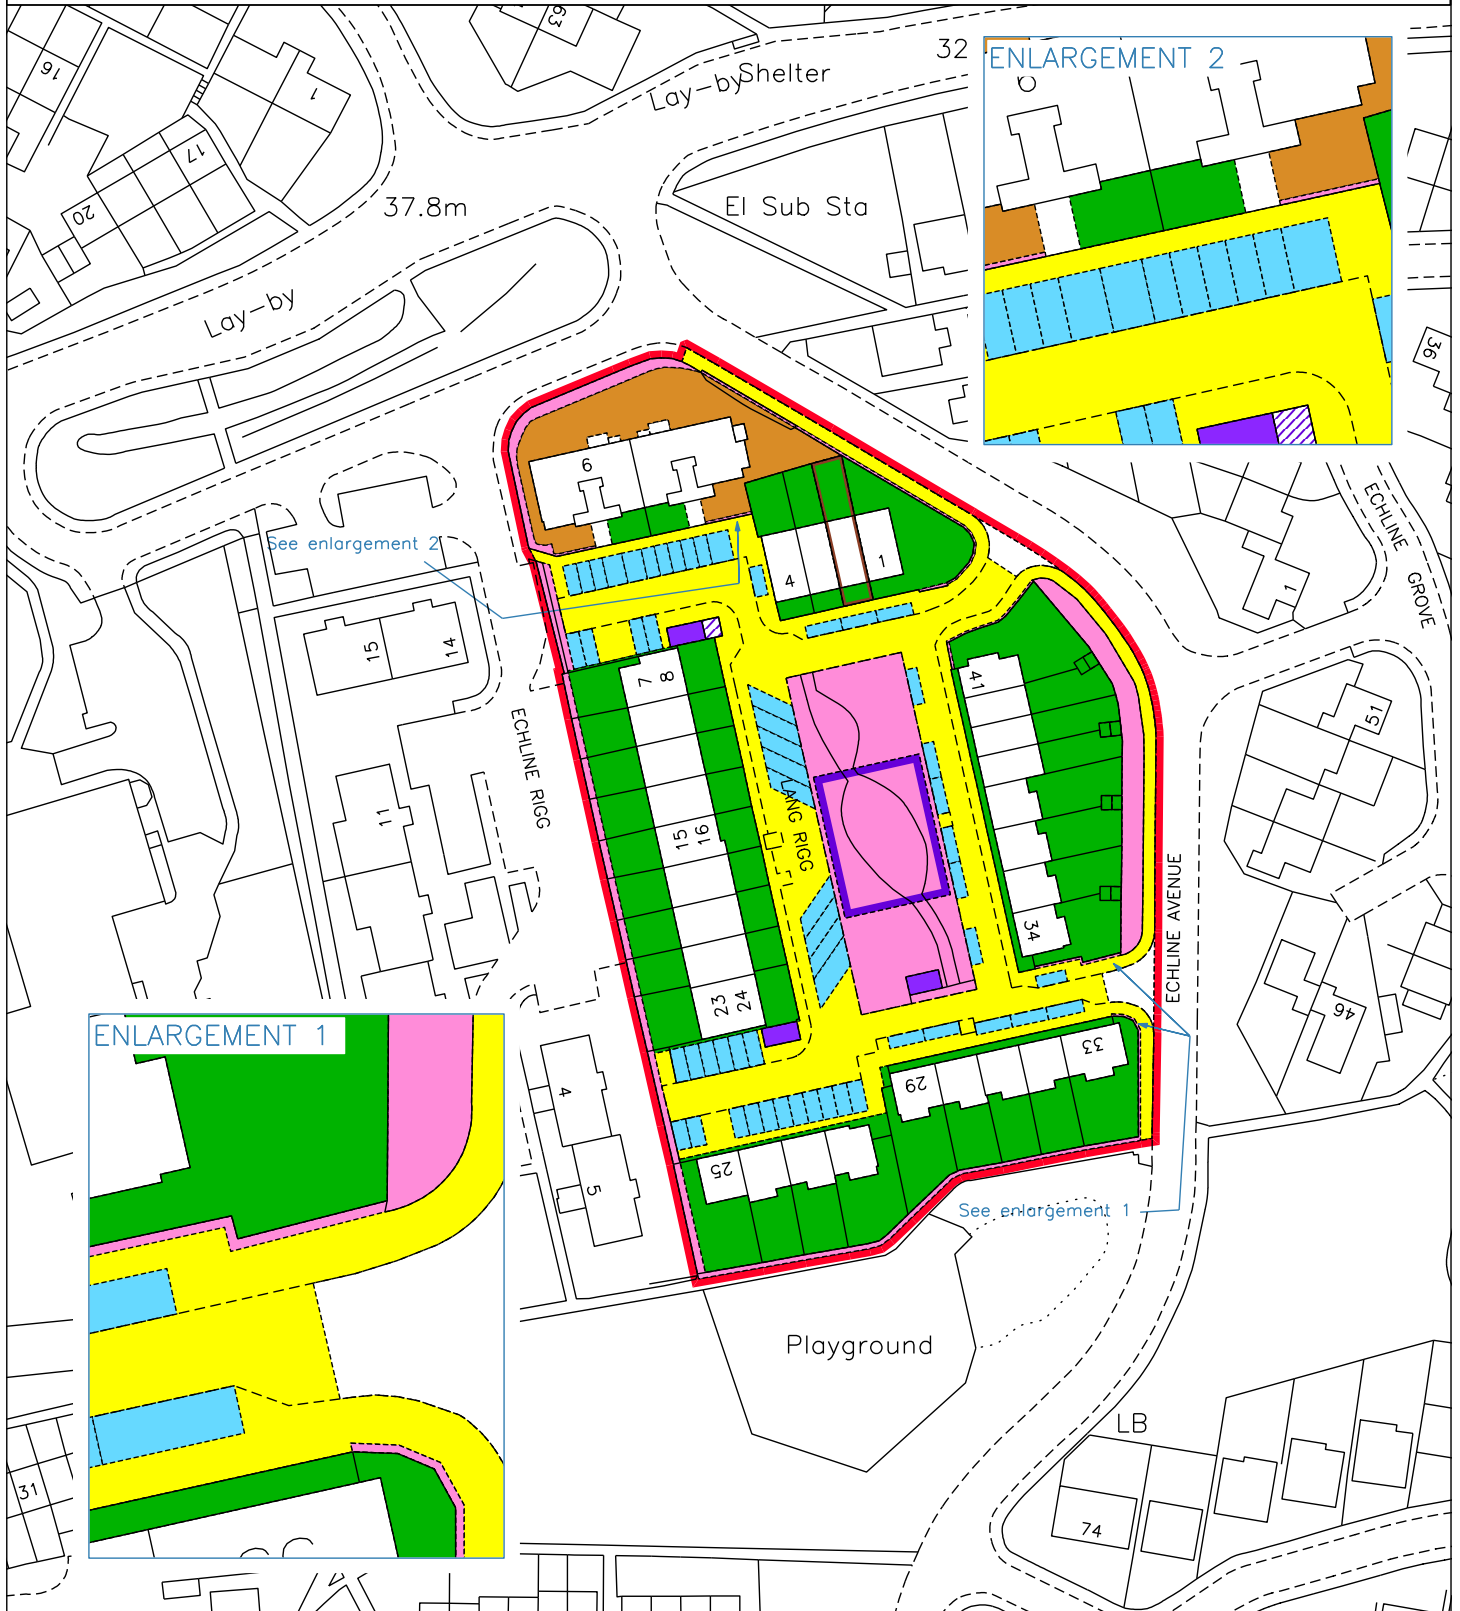 63
16
1
17
20
32
Shelter
Lay-by
ENLARGEMENT 2
37.8m
El Sub Sta
Lay-by
36
6
See enlargement 2
4
1
ECHLINE GROVE
1
15
14
7
8
41
51
ECHLINE RIGG
LANG RIGG
11
15
16
34
ECHLINE AVENUE
23
24
46
ENLARGEMENT 1
33
29
4
25
5
See enlargement 1
Playground
LB
31
74